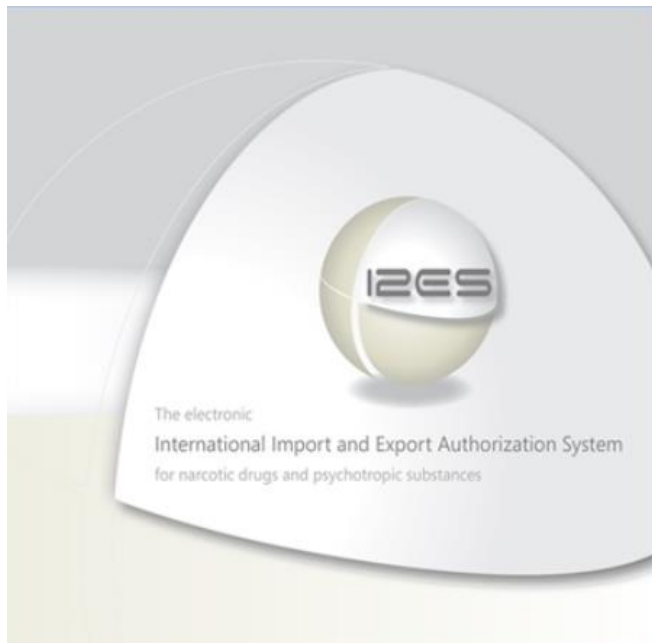 I2ES
The electronic
International Import and Export Authorization System
for narcotic drugs and psychotropic substances